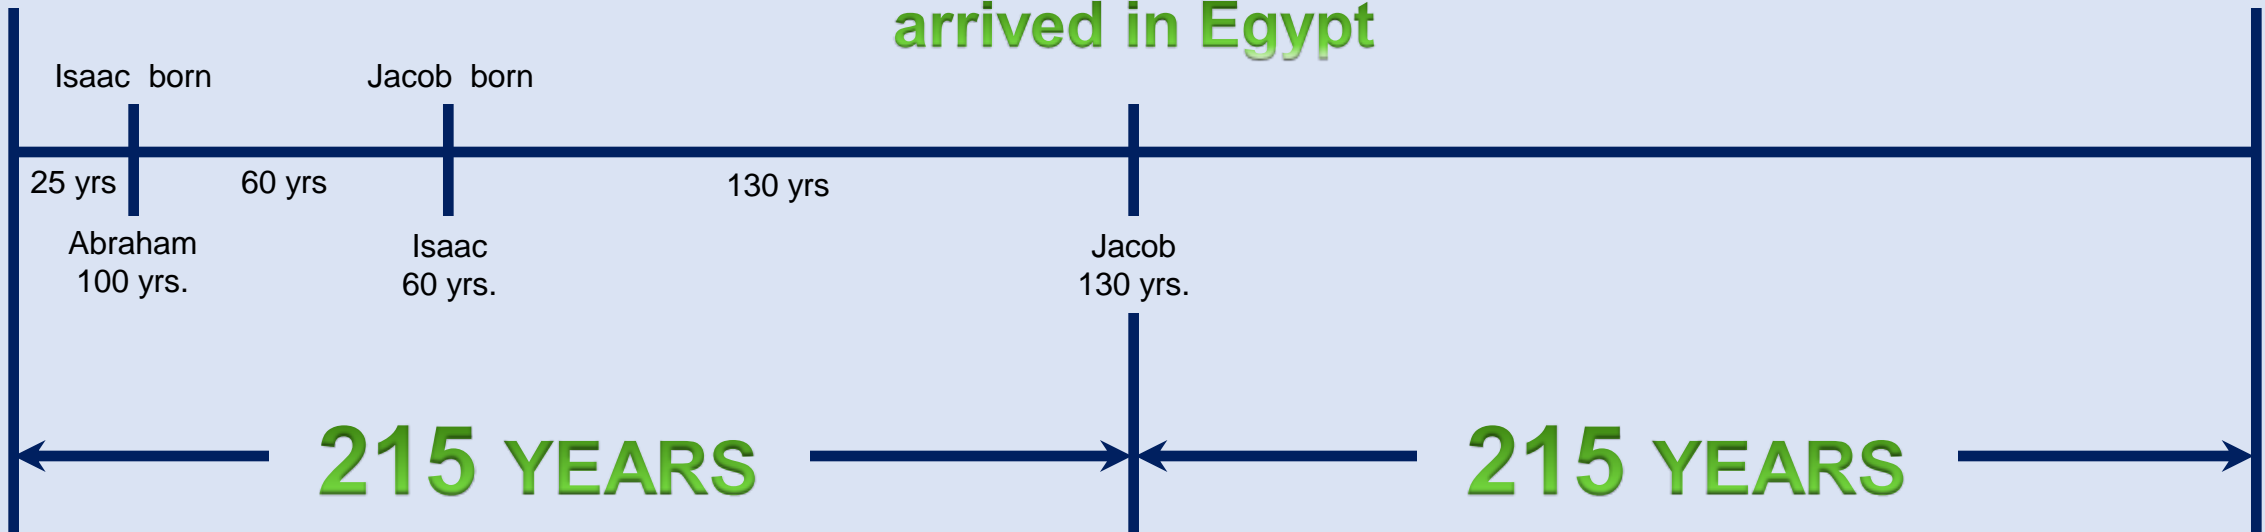 arrived in Egypt
Isaac born
Jacob born
25 yrs
60 yrs
130 yrs
Abraham
100 yrs.
Isaac
60 yrs.
Jacob
130 yrs.
215 YEARS
215 YEARS